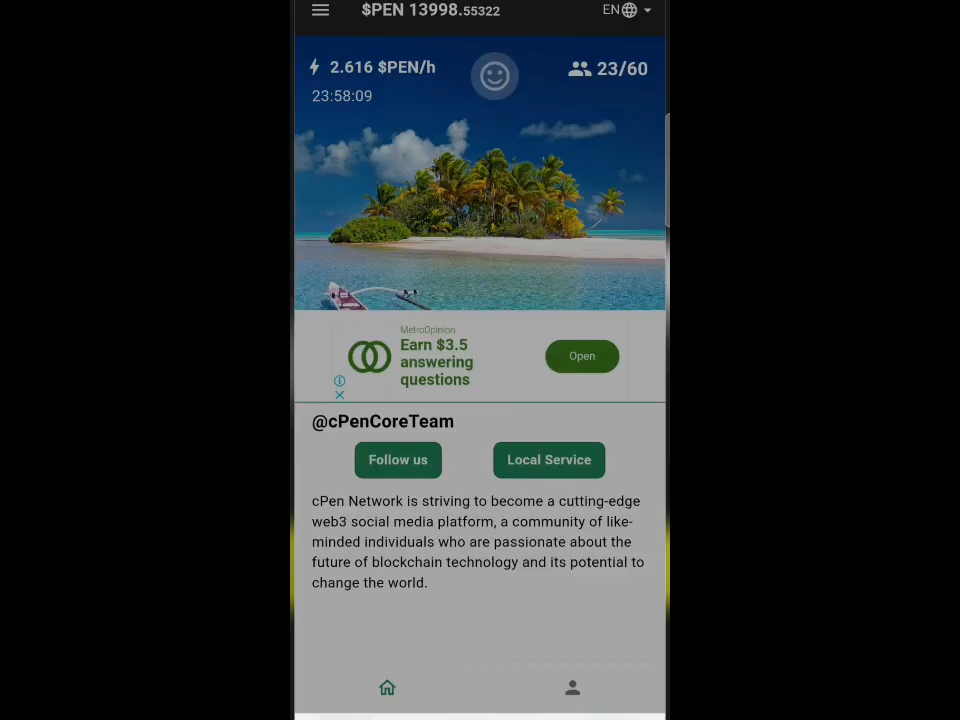 $PEN 13998.55322
EN
2.616 $PEN/h
23/60
23:58:09
MetroOpinion
Earn $3.5
answering
questions
Open
@cPenCoreTeam
Follow us
Local Service
cPen Network is striving to become a cutting-edge
web3 social media platform, a community of like-
minded individuals who are passionate about the
future of blockchain technology and its potential to
change the world.